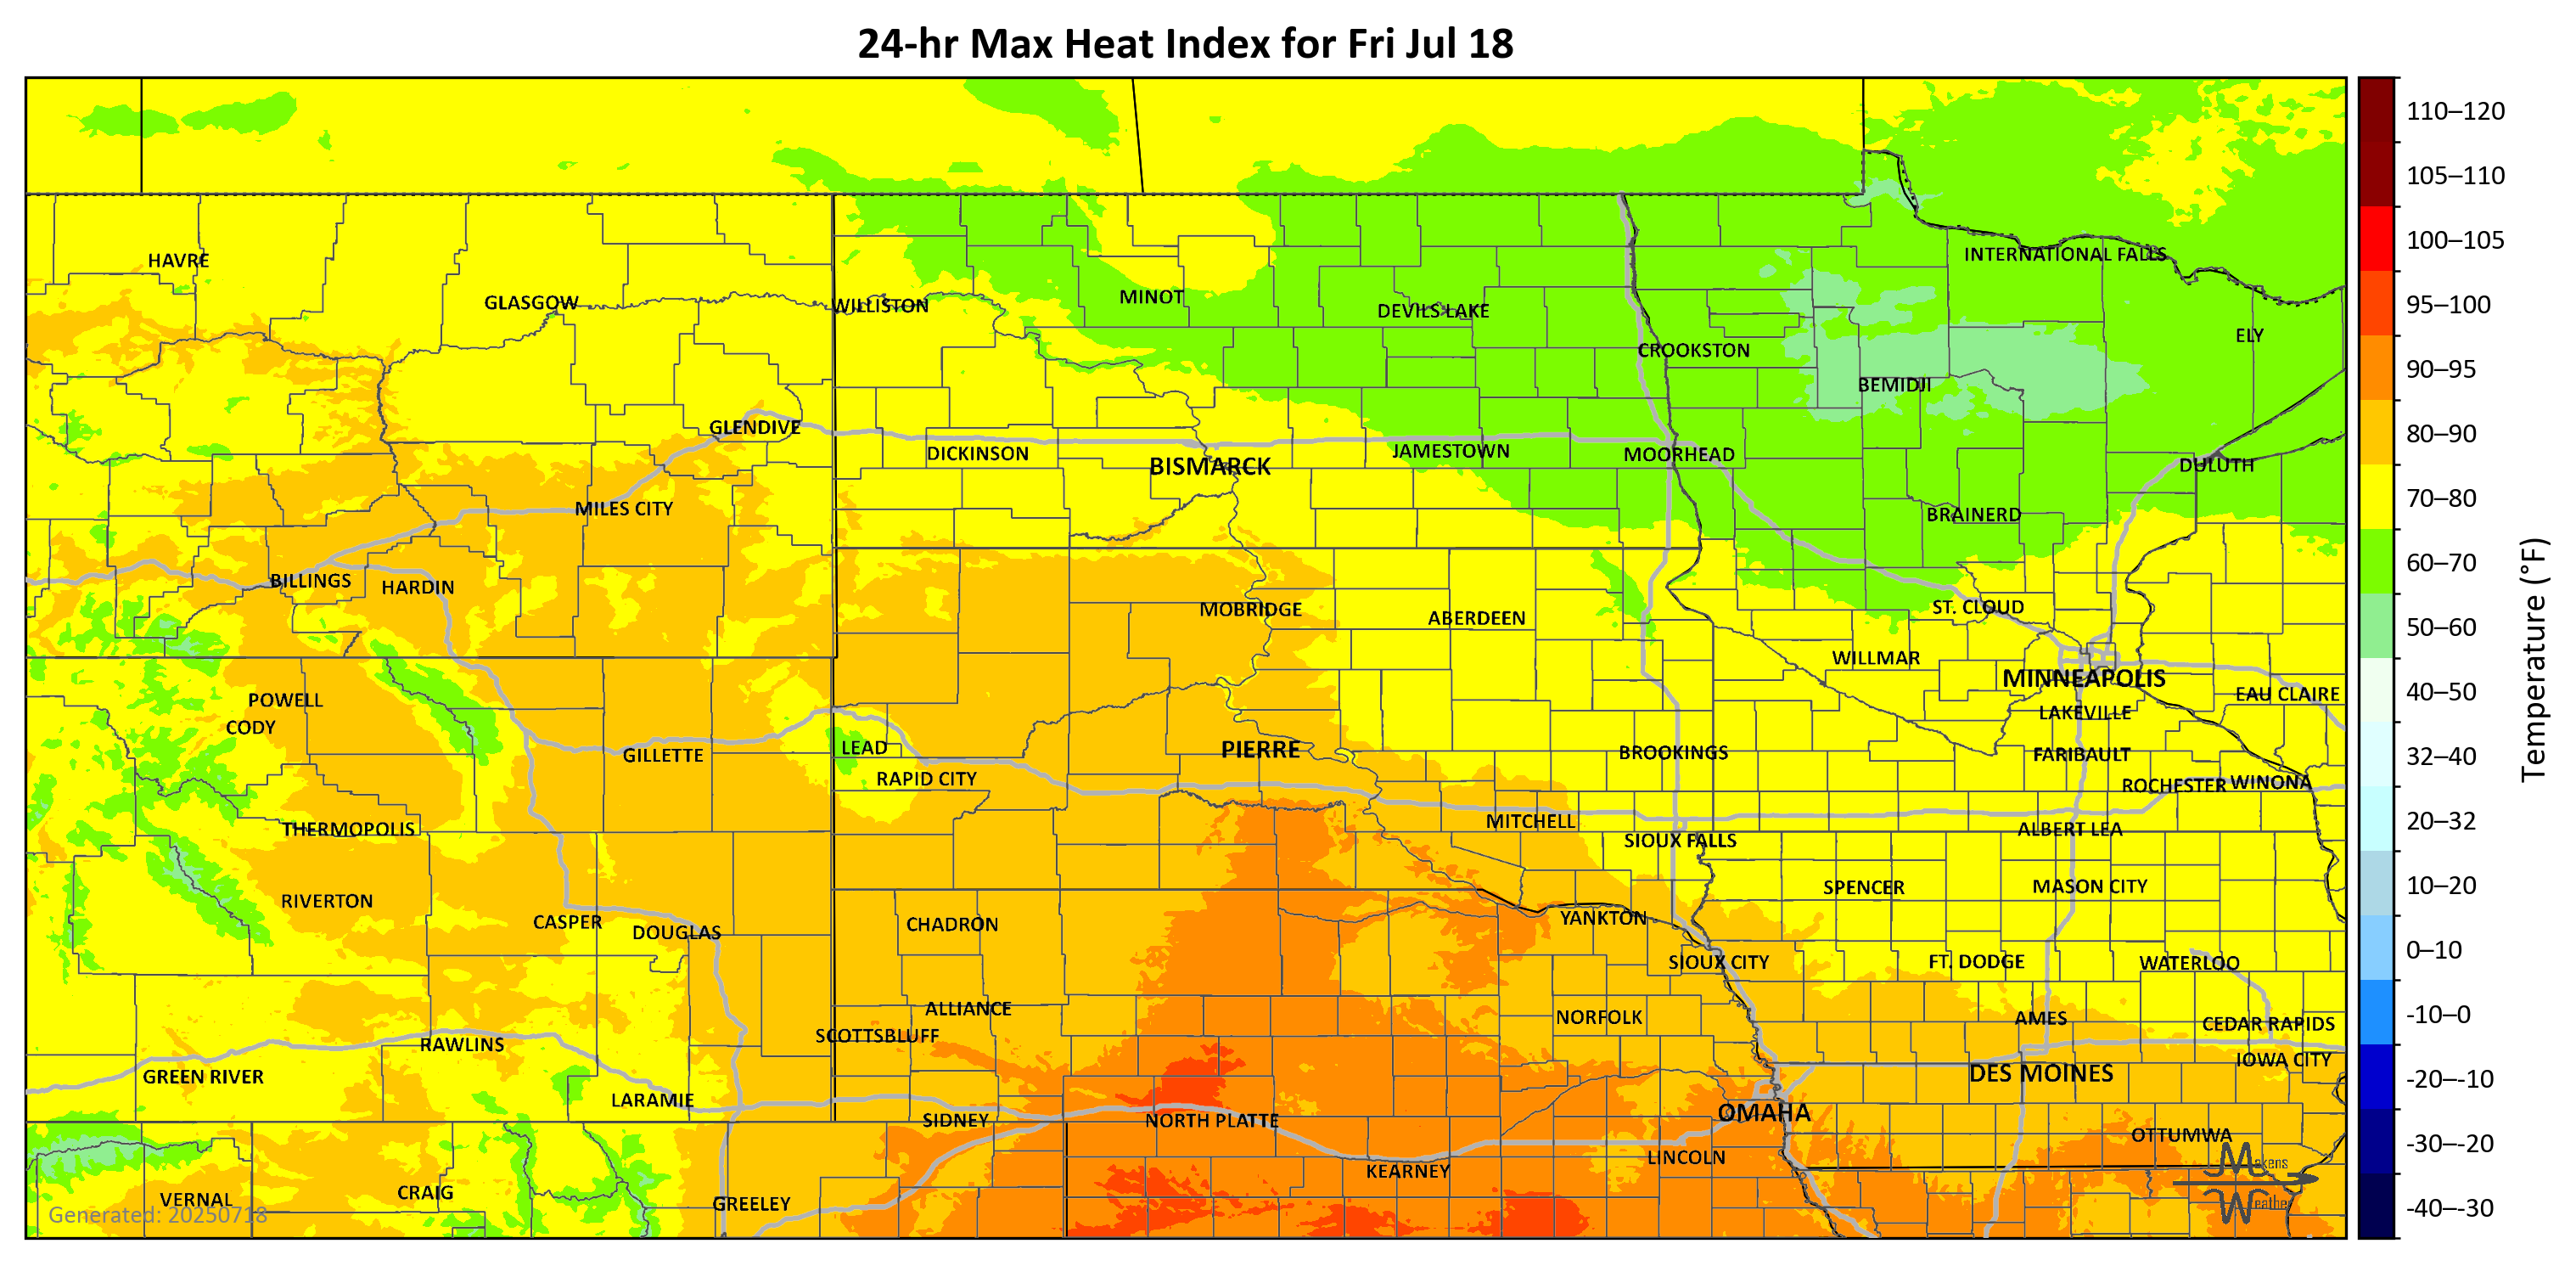 24-hr Max Heat Index for Fri Jul 18
HAVRE
GLASGOW
WILLISTON
MINOT
DEVILS LAKE
INTERNATIONAL FALLS
CROOKSTON
ELY
BEMIDJI
GLENDIVE
DICKINSON
BISMARCK
JAMESTOWN
MOORHEAD
DULUTH
MILES CITY
BRAINERD
BILLINGS
HARDIN
MOBRIDGE
ABERDEEN
ST. CLOUD
WILLMAR
MINNEAPOLIS
EAU CLAIRE
POWELL
CODY
LAKEVILLE
GILLETTE
LEAD
PIERRE
BROOKINGS
FARIBAULT
RAPID CITY
ROCHESTER
WINONA
THERMOPOLIS
MITCHELL
SIOUX FALLS
ALBERT LEA
RIVERTON
SPENCER
MASON CITY
CASPER
DOUGLAS
CHADRON
YANKTON
SIOUX CITY
FT. DODGE
WATERLOO
ALLIANCE
NORFOLK
AMES
CEDAR RAPIDS
SCOTTSBLUFF
RAWLINS
IOWA CITY
GREEN RIVER
DES MOINES
LARAMIE
SIDNEY
NORTH PLATTE
OMAHA
OTTUMWA
KEARNEY
LINCOLN
VERNAL
CRAIG
GREELEY
Generated: 20250718
Makens
Weather
110–120
105–110
100–105
95–100
90–95
80–90
70–80
60–70
50–60
40–50
32–40
20–32
10–20
0–10
-10–0
-20–-10
-30–-20
-40–-30
Temperature (°F)